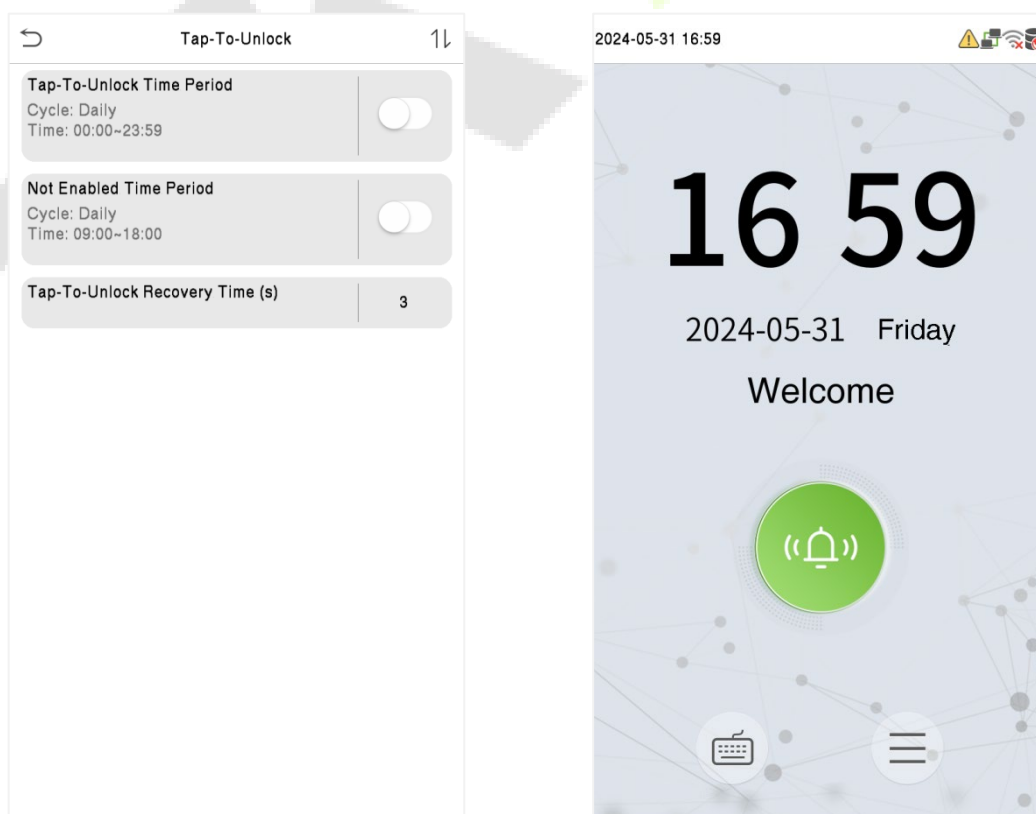 Tap-To-Unlock
Tap-To-Unlock Time Period
Cycle: Daily
Time: 00:00~23:59
Not Enabled Time Period
Cycle: Daily
Time: 09:00~18:00
Tap-To-Unlock Recovery Time (s)
3
2024-05-31 16:59
16 59
2024-05-31 Friday
Welcome